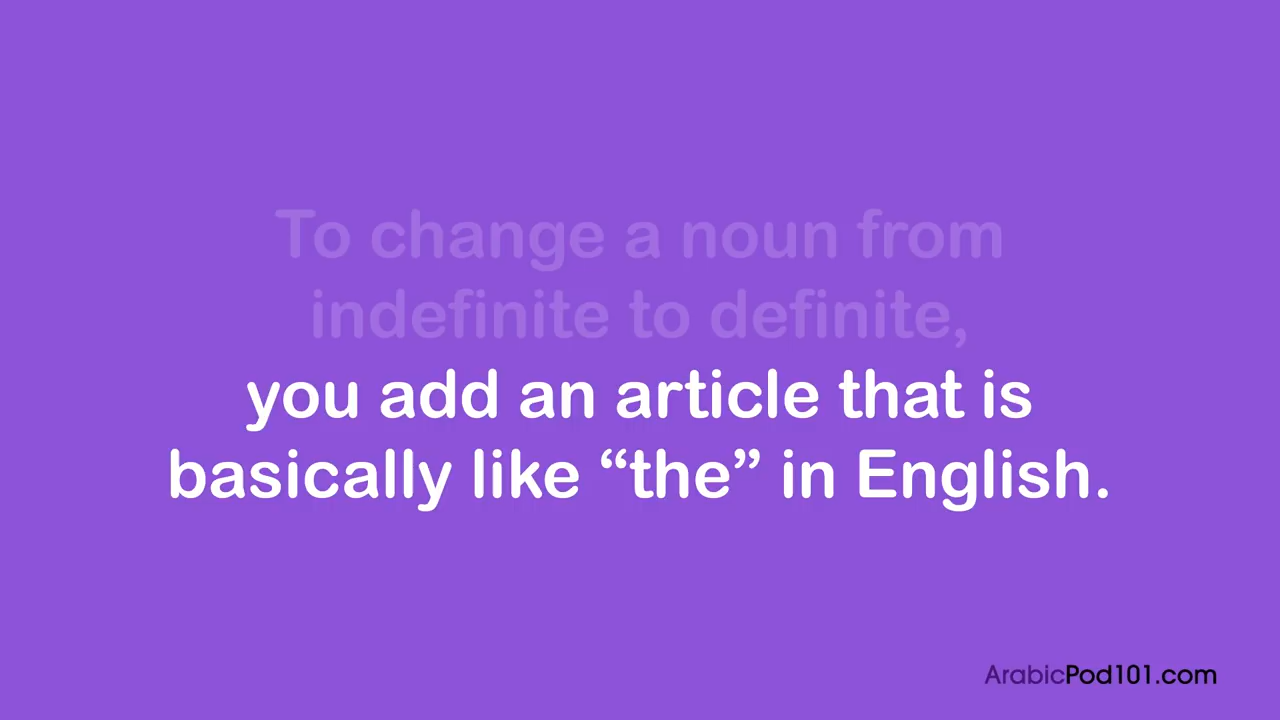 To change a noun from
indefinite to definite,
you add an article that is
basically like “the” in English.
ArabicPod101.com